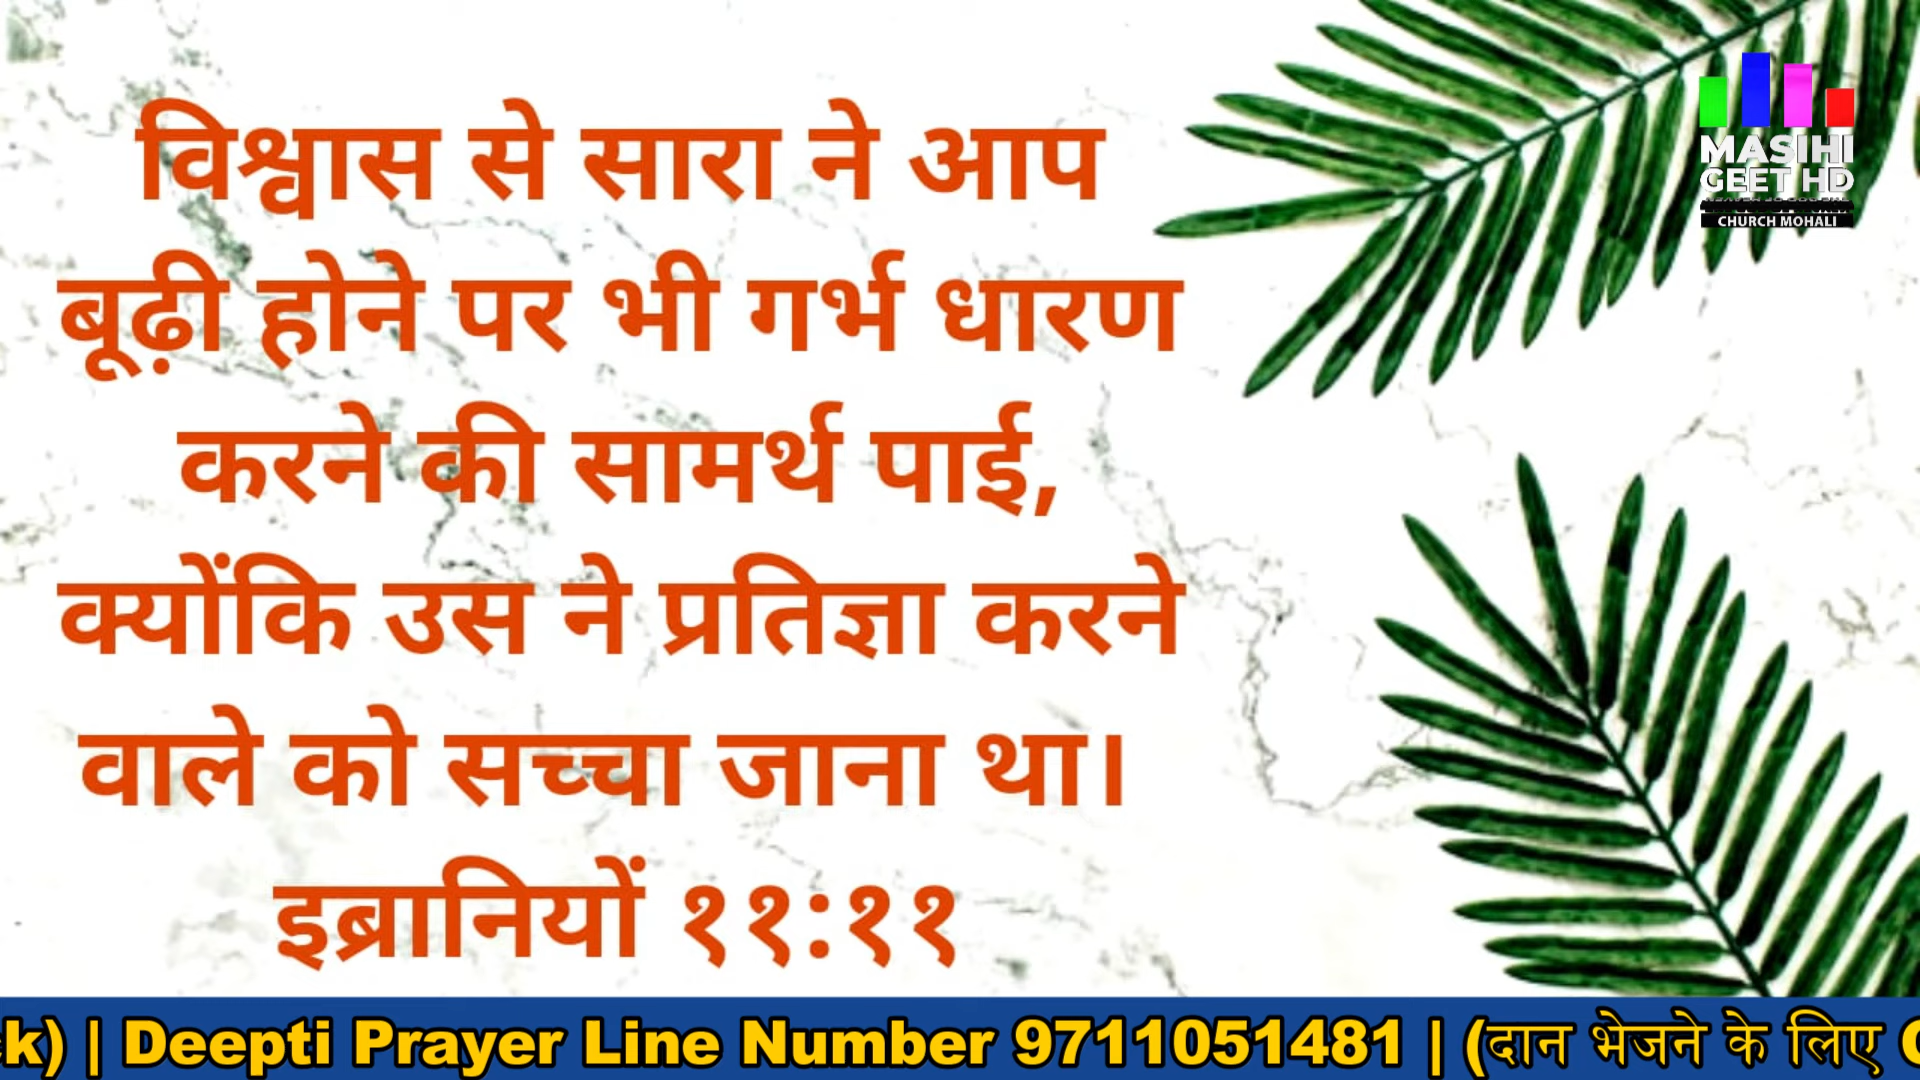 विश्वास से सारा ने आप
बूढ़ी होने पर भी गर्भ धारण
करने की सामर्थ पाई,
क्योंकि उस ने प्रतिज्ञा करने
वाले को सच्चा जाना था।
इब्रानियों ११:११
MASIHI
GEET HD
CHURCH MOHALI
k) | Deepti Prayer Line Number 9711051481 | (दान भेजने के लिए